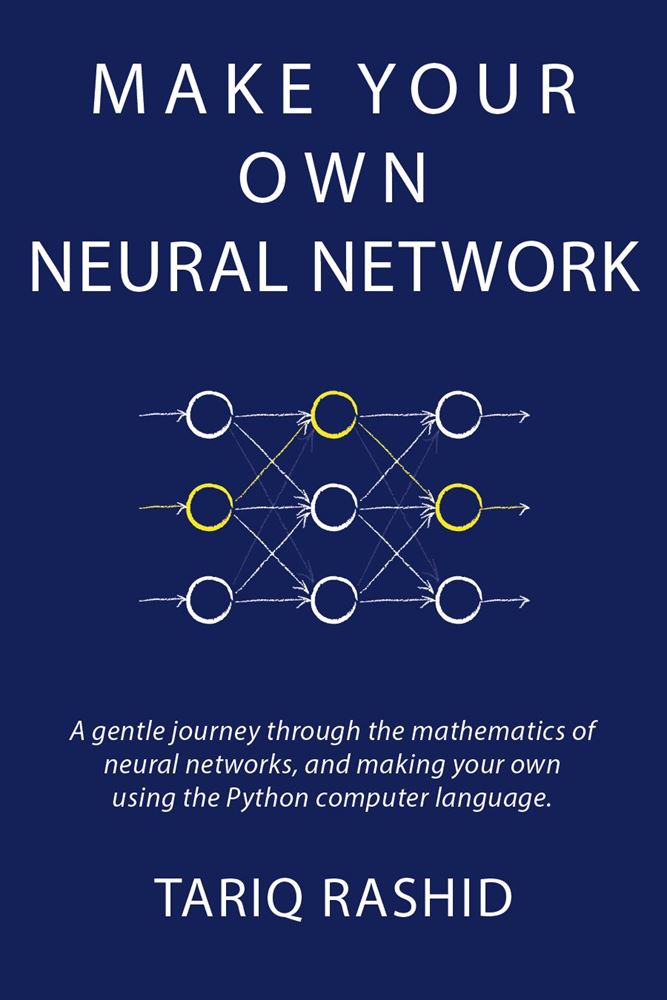 MAKE YOUR
OWN
NEURAL NETWORK
A gentle journey through the mathematics of
neural networks, and making your own
using the Python computer language.
TARIQ RASHID